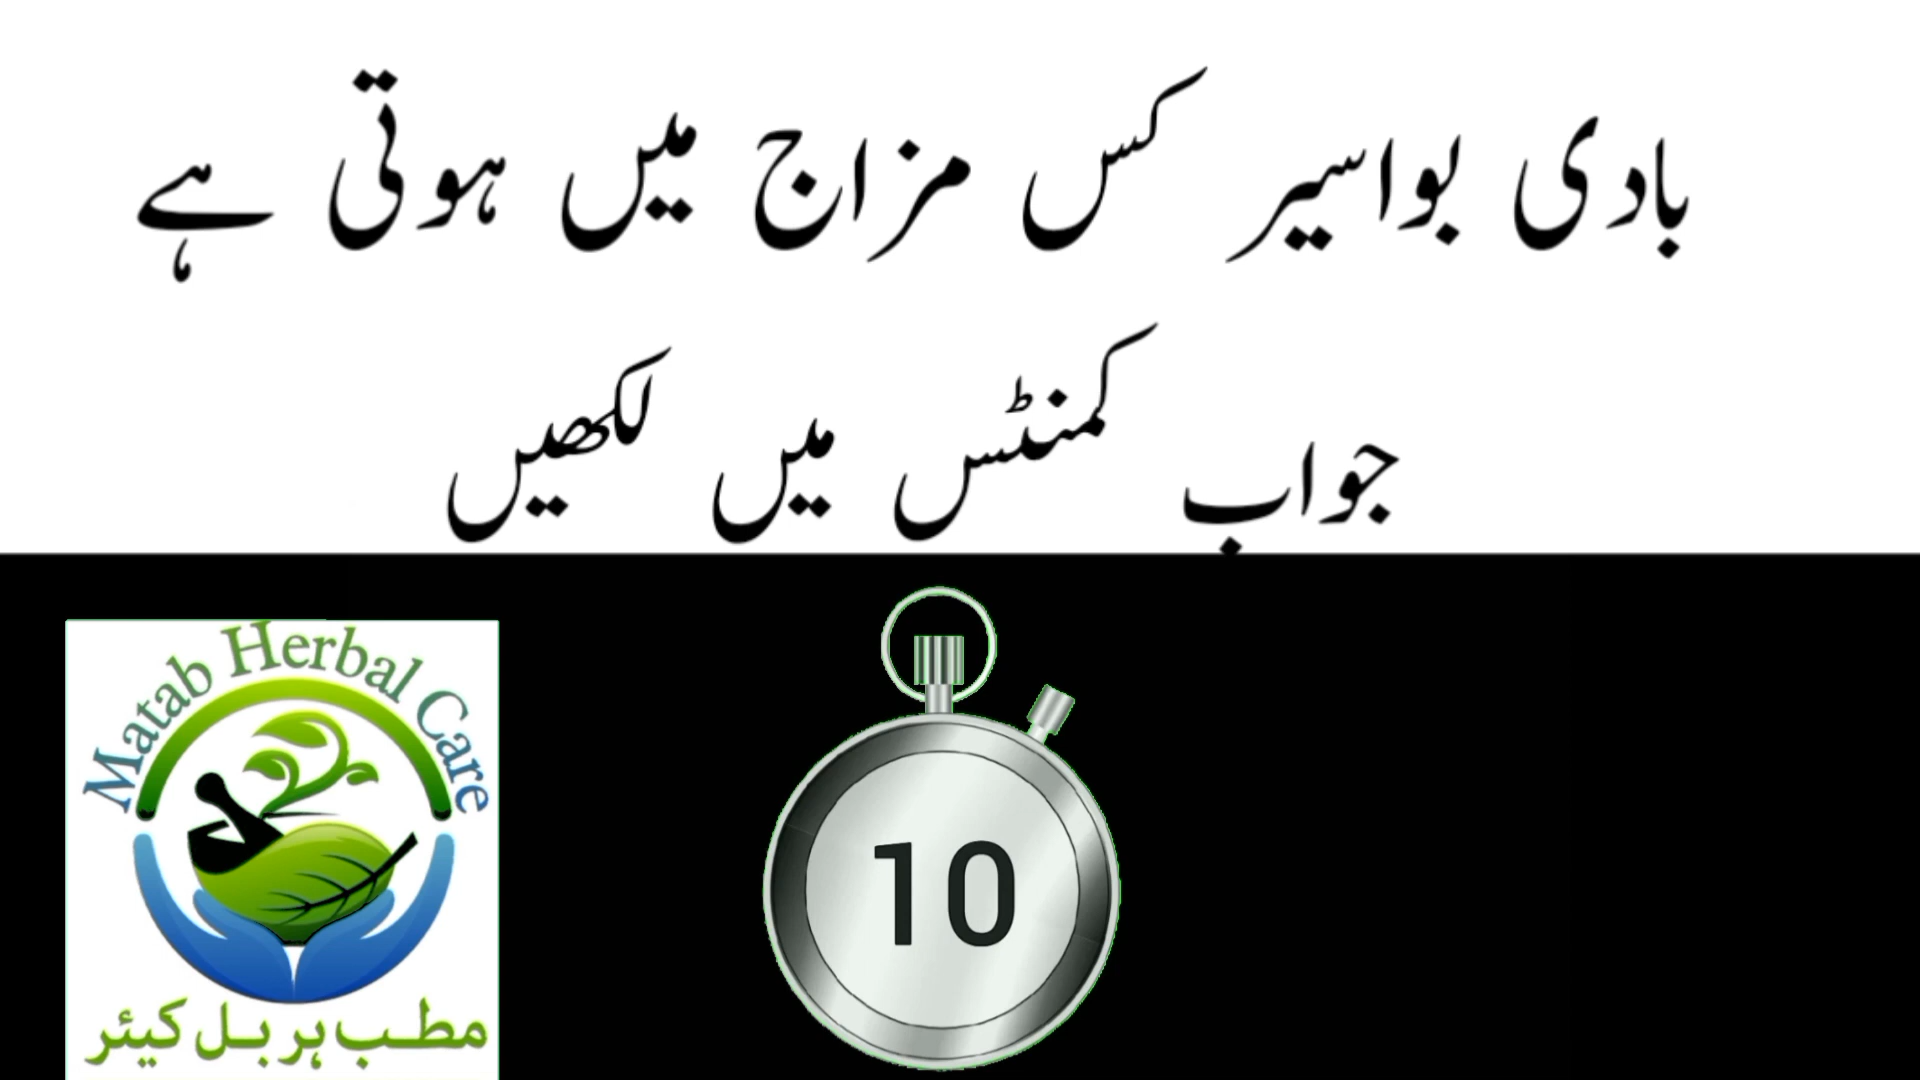 بادی بواسیر کس مزاج میں ہوتی ہے
جواب کمنٹس میں لکھیں
Matab Herbal Care
مطب ہربل کیئر
10